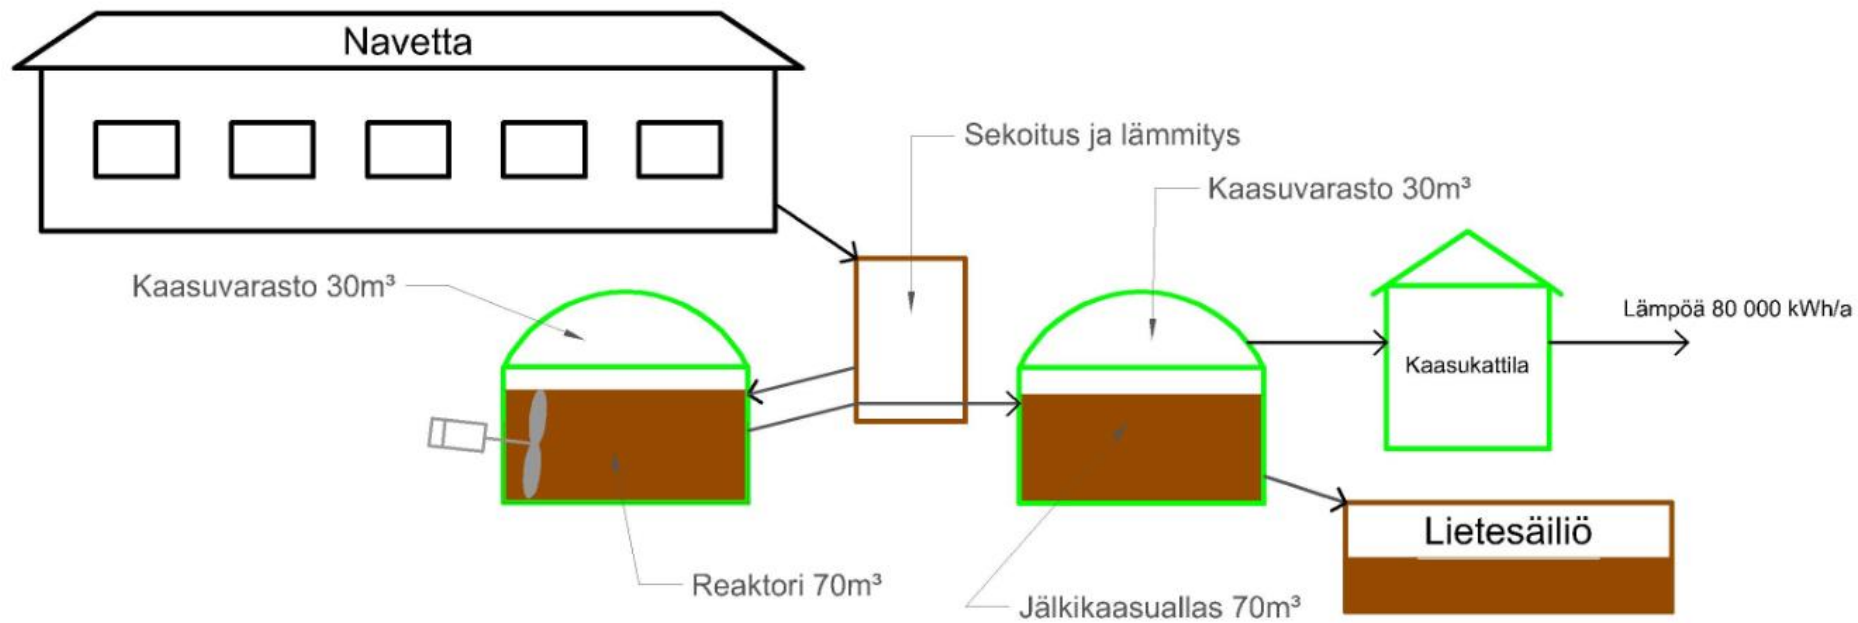 Navetta
Sekoitus ja lämmitys
Kaasuvarasto 30m³
Kaasuvarasto 30m³
Lämpöä 80 000 kWh/a
Kaasukattila
Lietesäiliö
Reaktori 70m³
Jälkikaasuallas 70m³